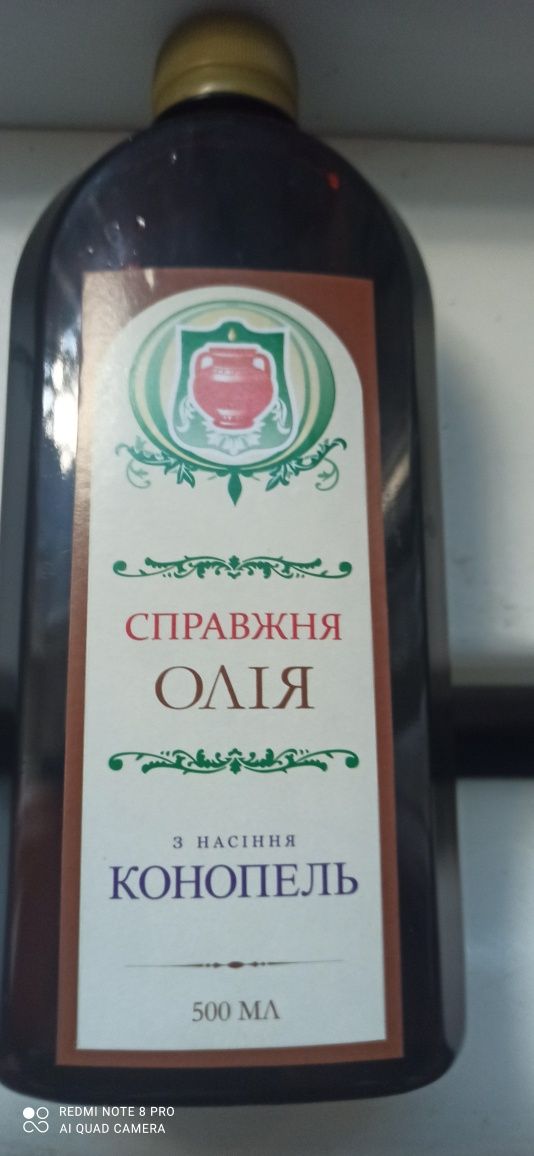 СПРАВЖНЯ
ОЛІЯ
З НАСІННЯ
КОНОПЕЛЬ
500 МЛ
REDMI NOTE 8 PRO
AI QUAD CAMERA